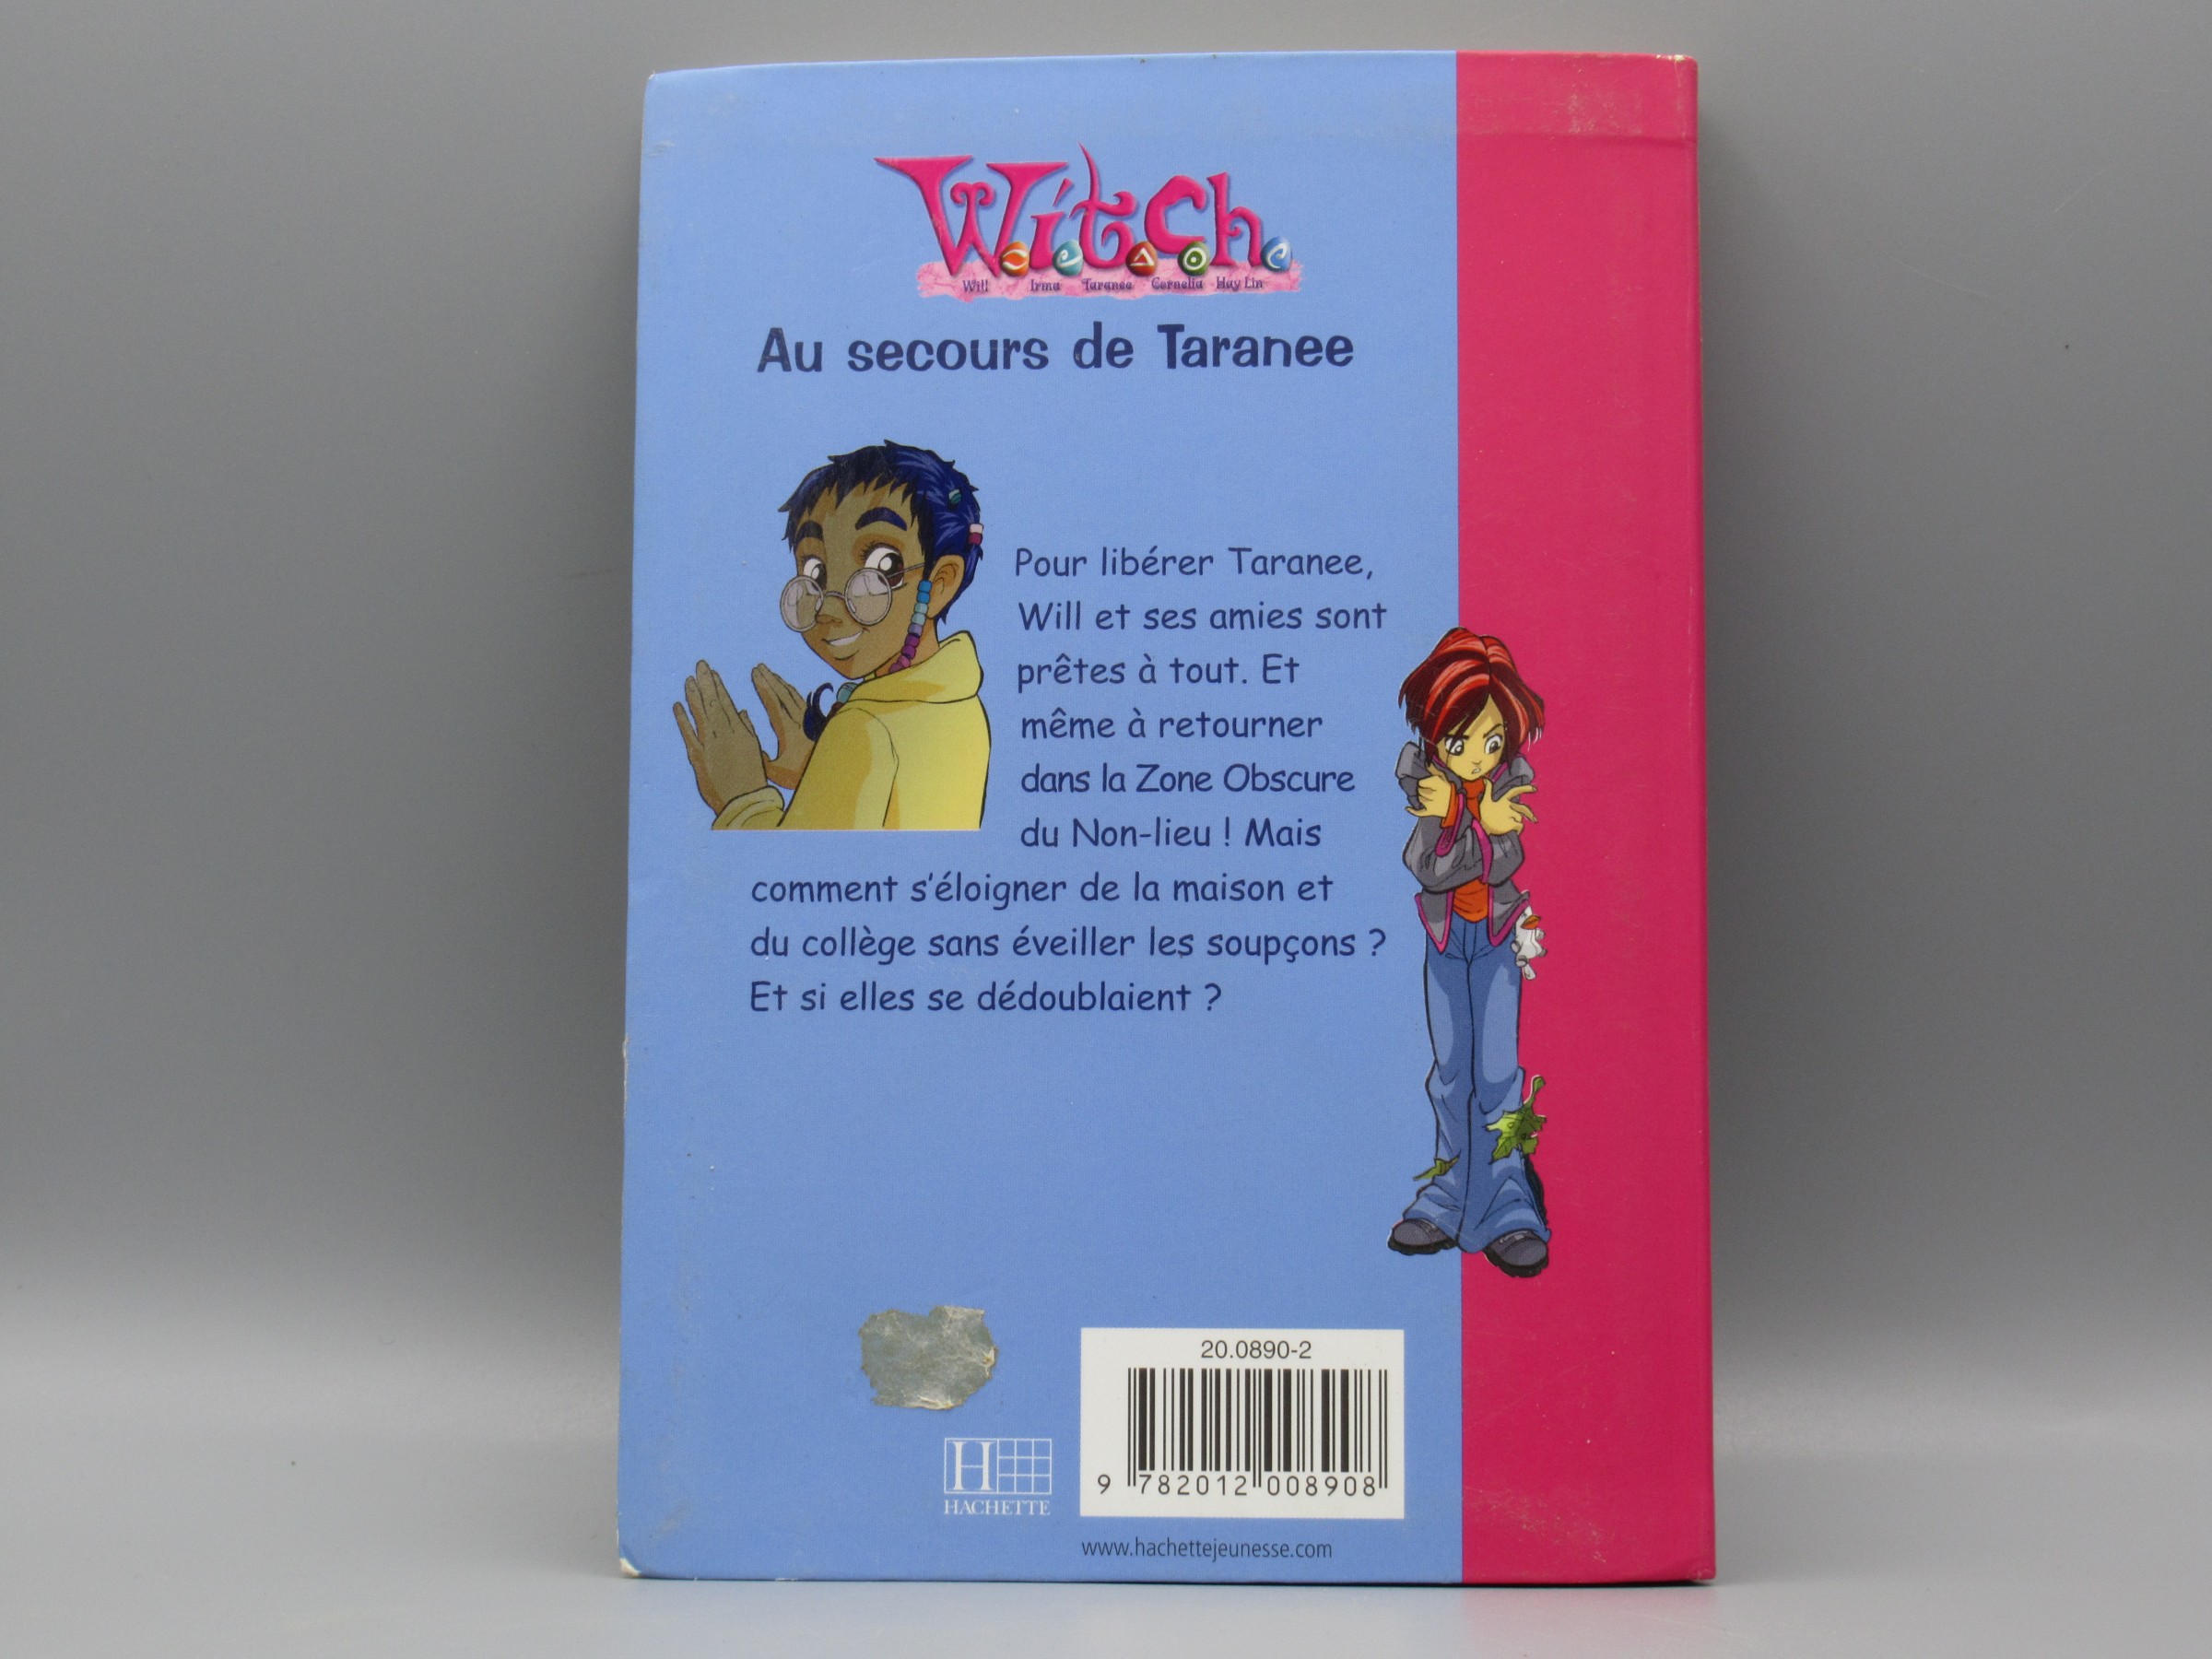 Witch
Will Irma Taranee Cornelia Hay Lin
Au secours de Taranee
Pour libérer Taranee,
Will et ses amies sont
prêtes à tout. Et
même à retourner
dans la Zone Obscure
du Non-lieu ! Mais
comment s'éloigner de la maison et
du collège sans éveiller les soupçons ?
Et si elles se dédoublaient ?
20.0890-2
9 782012 008908
H
HACHETTE
www.hachettejeunesse.com